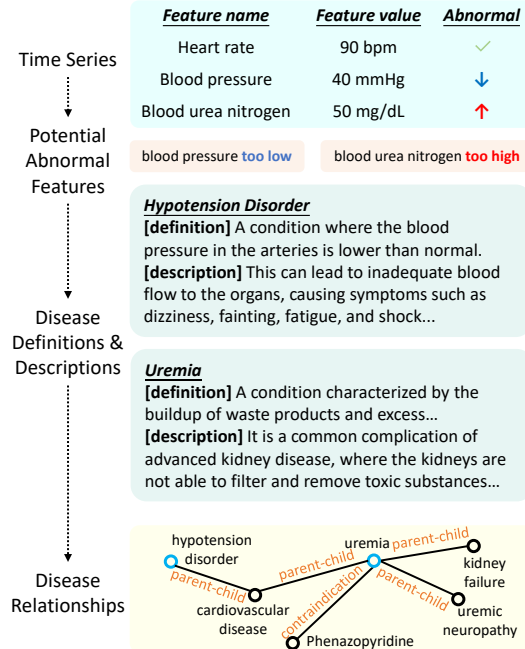 Feature name Feature value Abnormal
Heart rate 90 bpm
Blood pressure 40 mmHg
Blood urea nitrogen 50 mg/dL
Time Series
Potential
Abnormal
Features
blood pressure too low
blood urea nitrogen too high
Hypotension Disorder
[definition] A condition where the blood
pressure in the arteries is lower than normal.
[description] This can lead to inadequate blood
flow to the organs, causing symptoms such as
dizziness, fainting, fatigue, and shock...
Disease
Definitions &
Descriptions
Uremia
[definition] A condition characterized by the
buildup of waste products and excess…
[description] It is a common complication of
advanced kidney disease, where the kidneys are
not able to filter and remove toxic substances…
Disease
Relationships
hypotension
disorder
parent-child
cardiovascular
disease
parent-child
uremia
parent-child
kidney
failure
parent-child
uremic
neuropathy
contraindication
Phenazopyridine